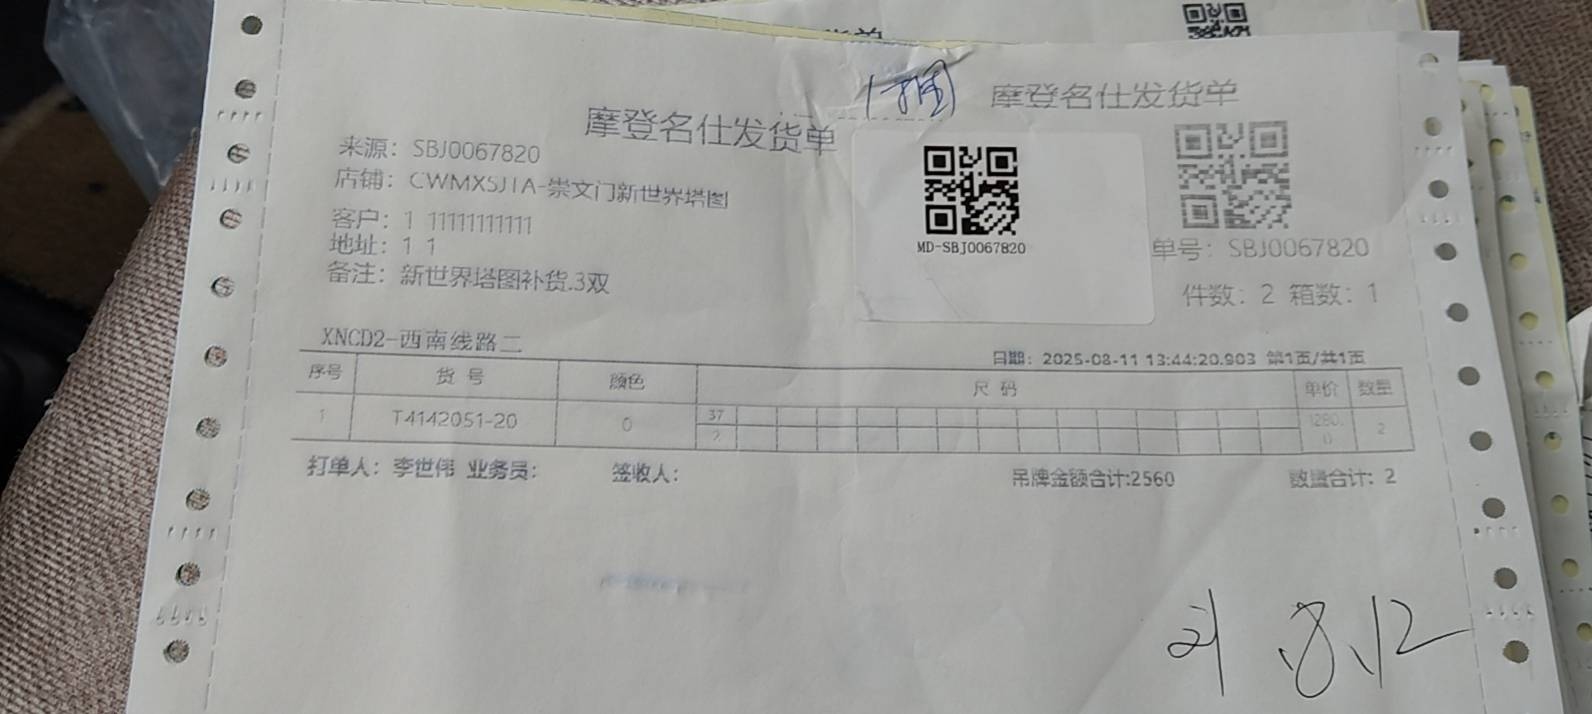 摩登名仕发货单
摩登名仕发货单
来源：SBJ0067820
店铺：CWMXSJTA-崇文门新世界塔图
客户：1 11111111111
地址：1 1
备注：新世界塔图补货.3双
MD-SBJ0067820
单号：SBJ0067820
件数：2 箱数：1
XNCD2-西南线路二
日期：2025-08-11 13:44:20.903 第1页/共1页
序号 货号 颜色 尺码 单价 数量
1 T4142051-20 0 37 2 1280.0 2
打单人：李世伟 业务员： 签收人： 吊牌金额合计:2560 数量合计：2
8.12